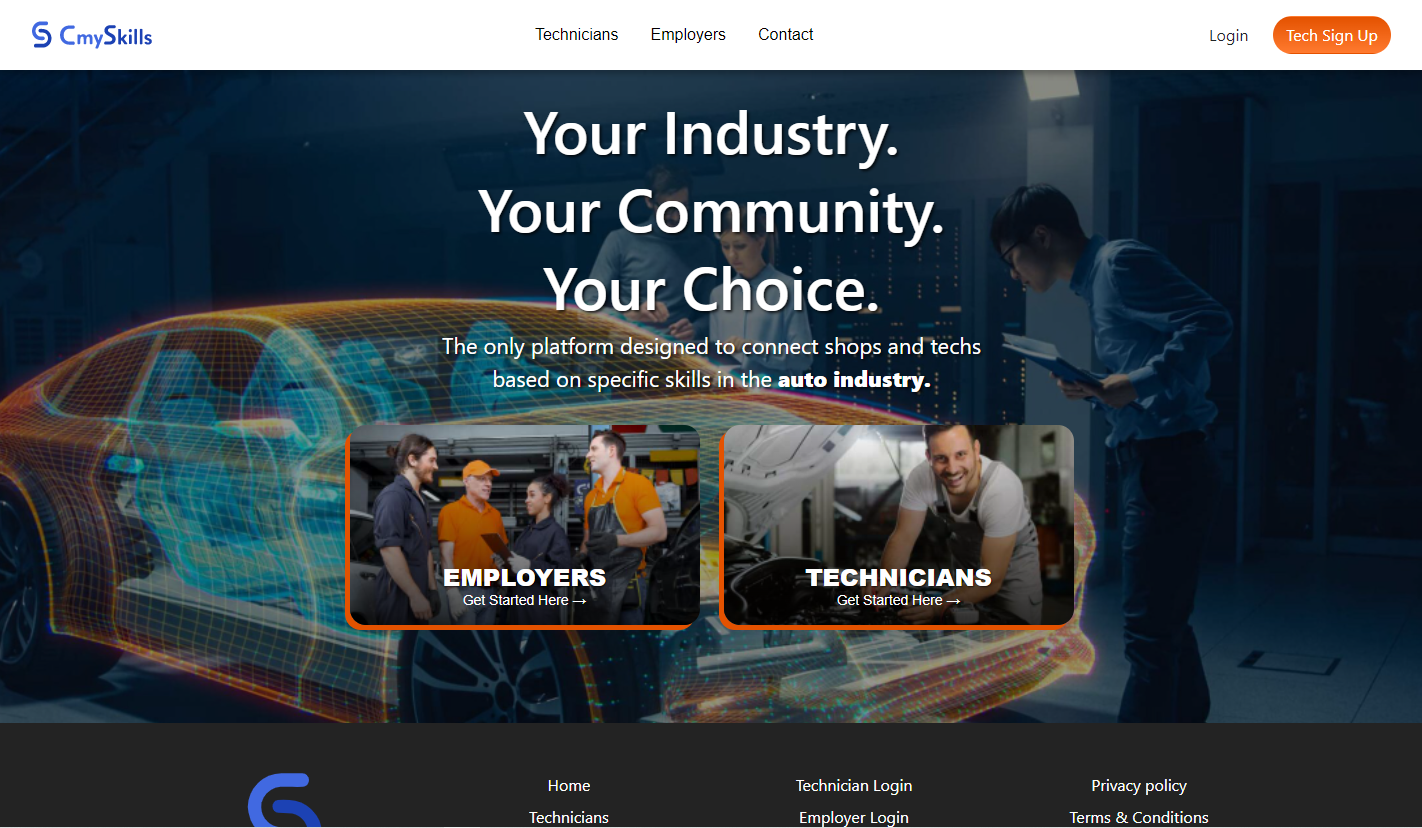 CmySkills
Technicians
Employers
Contact
Login
Tech Sign Up
Your Industry.
Your Community.
Your Choice.
The only platform designed to connect shops and techs
based on specific skills in the auto industry.
EMPLOYERS
Get Started Here →
TECHNICIANS
Get Started Here →
Home
Technician Login
Privacy policy
Technicians
Employer Login
Terms & Conditions